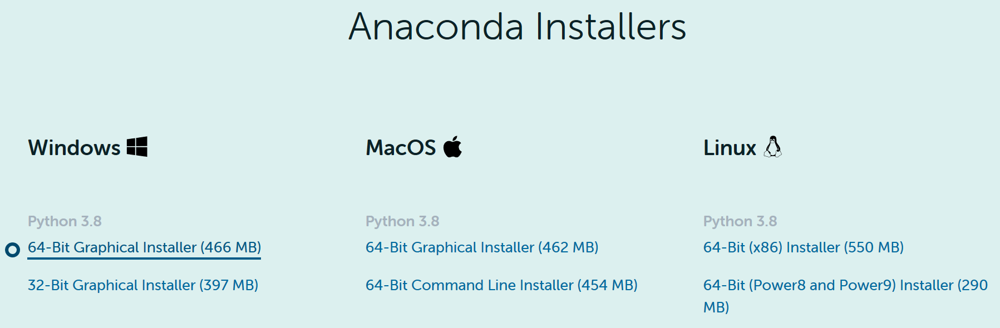 Anaconda Installers
Windows
Python 3.8
64-Bit Graphical Installer (466 MB)
32-Bit Graphical Installer (397 MB)
MacOS
Python 3.8
64-Bit Graphical Installer (462 MB)
64-Bit Command Line Installer (454 MB)
Linux
Python 3.8
64-Bit (x86) Installer (550 MB)
64-Bit (Power8 and Power9) Installer (290
MB)